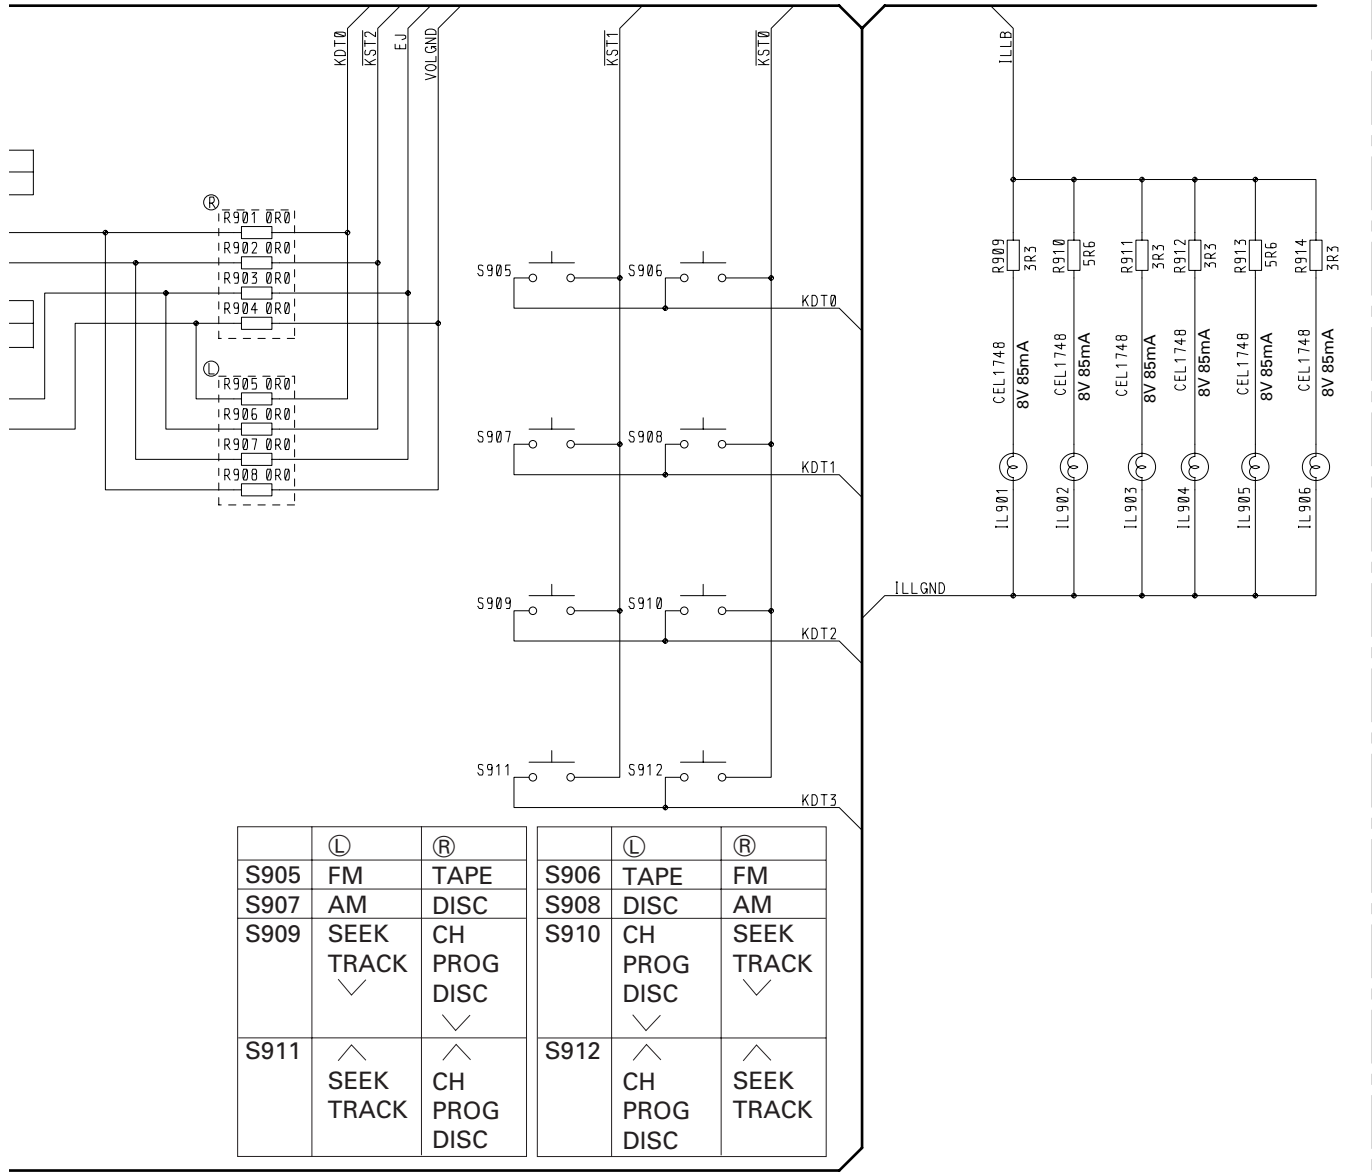 KDT0
KST2
EJ
VOLGND
KST1
KST0
ILLB
Ⓡ
R901 0R0
R902 0R0
R903 0R0
R904 0R0
Ⓛ
R905 0R0
R906 0R0
R907 0R0
R908 0R0
S905 S906
KDT0
S907 S908
KDT1
S909 S910
KDT2
S911 S912
KDT3
R909 3R3
R910 5R6
R911 3R3
R912 3R3
R913 5R6
R914 3R3
CEL1748 8V 85mA
CEL1748 8V 85mA
CEL1748 8V 85mA
CEL1748 8V 85mA
CEL1748 8V 85mA
CEL1748 8V 85mA
IL901
IL902
IL903
IL904
IL905
IL906
ILLGND
Ⓛ Ⓡ
S905 FM TAPE
S907 AM DISC
S909 SEEK CH
TRACK PROG
DISC
S911
SEEK CH
TRACK PROG
DISC
Ⓛ Ⓡ
S906 TAPE FM
S908 DISC AM
S910 CH SEEK
PROG TRACK
DISC
S912
CH SEEK
PROG TRACK
DISC